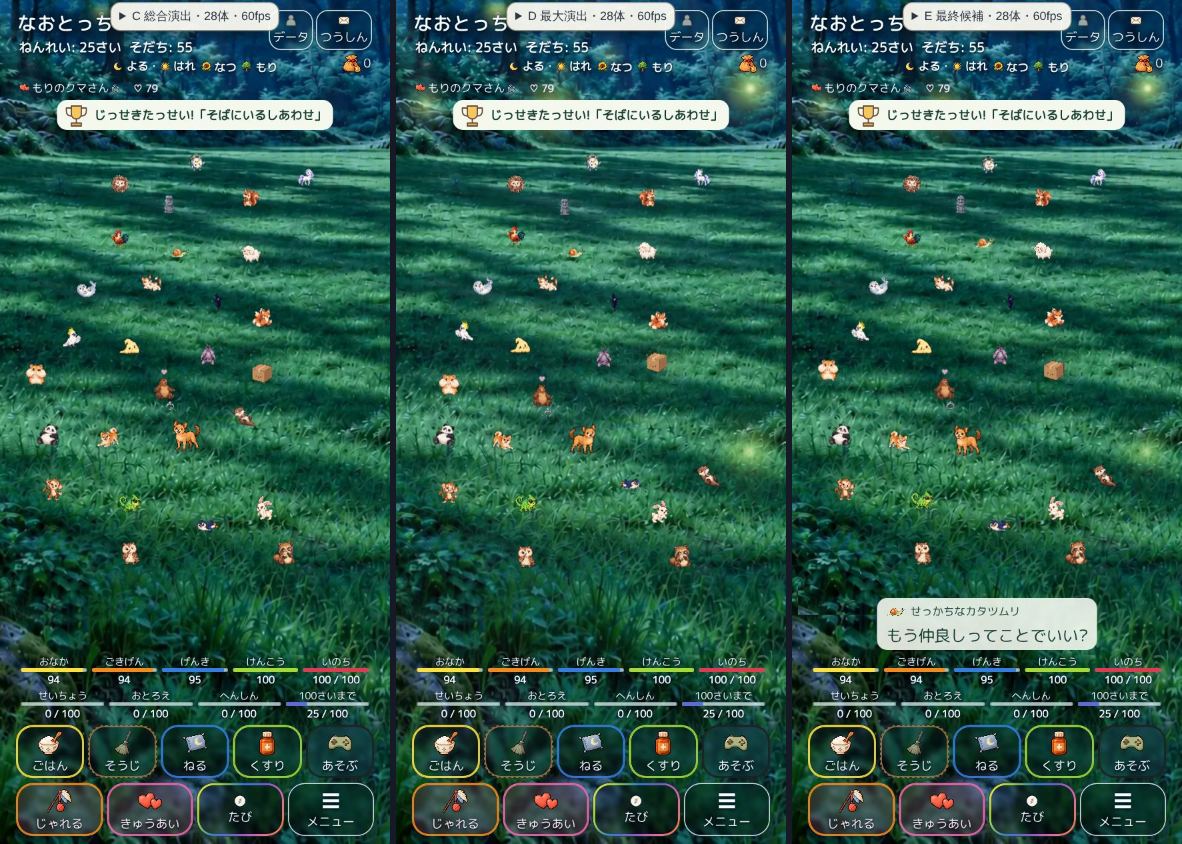 ▶ C 総合演出・28体・60fps
なおとっち
データ
つうしん
ねんれい: 25さい そだち: 55
よる・はれ なつ もり
0
もりのクマさん ♡ 79
じっせきたっせい!「そばにいるしあわせ」
おなか ごきげん げんき けんこう いのち
94 94 95 100 100 / 100
せいちょう おとろえ へんしん 100さいまで
0 / 100 0 / 100 0 / 100 25 / 100
ごはん そうじ ねる くすり あそぶ
じゃれる きゅうあい たび メニュー
▶ D 最大演出・28体・60fps
なおとっち
データ
つうしん
ねんれい: 25さい そだち: 55
よる・はれ なつ もり
0
もりのクマさん ♡ 79
じっせきたっせい!「そばにいるしあわせ」
おなか ごきげん げんき けんこう いのち
94 94 95 100 100 / 100
せいちょう おとろえ へんしん 100さいまで
0 / 100 0 / 100 0 / 100 25 / 100
ごはん そうじ ねる くすり あそぶ
じゃれる きゅうあい たび メニュー
▶ E 最終候補・28体・60fps
なおとっち
データ
つうしん
ねんれい: 25さい そだち: 55
よる・はれ なつ もり
0
もりのクマさん ♡ 79
じっせきたっせい!「そばにいるしあわせ」
せっかちなカタツムリ
もう仲良しってことでいい?
おなか ごきげん げんき けんこう いのち
94 94 95 100 100 / 100
せいちょう おとろえ へんしん 100さいまで
0 / 100 0 / 100 0 / 100 25 / 100
ごはん そうじ ねる くすり あそぶ
じゃれる きゅうあい たび メニュー